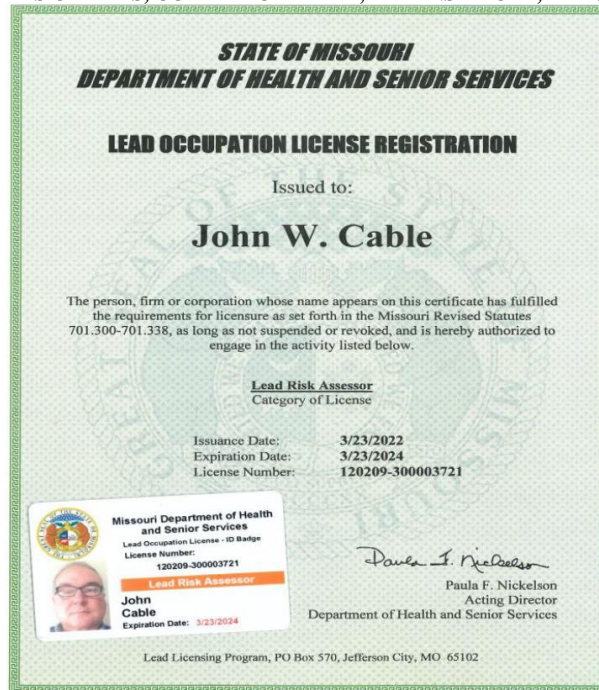 STATE OF MISSOURI
DEPARTMENT OF HEALTH AND SENIOR SERVICES
LEAD OCCUPATION LICENSE REGISTRATION
Issued to:
John W. Cable
The person, firm or corporation whose name appears on this certificate has fulfilled
the requirements for licensure as set forth in the Missouri Revised Statutes
701.300-701.338, as long as not suspended or revoked, and is hereby authorized to
engage in the activity listed below.
Lead Risk Assessor
Category of License
Issuance Date: 3/23/2022
Expiration Date: 3/23/2024
License Number: 120209-300003721
Missouri Department of Health
and Senior Services
Lead Occupation License - ID Badge
License Number:
120209-300003721
Lead Risk Assessor
John
Cable
Expiration Date: 3/23/2024
Paula F. Nickelson
Paula F. Nickelson
Acting Director
Department of Health and Senior Services
Lead Licensing Program, PO Box 570, Jefferson City, MO 65102